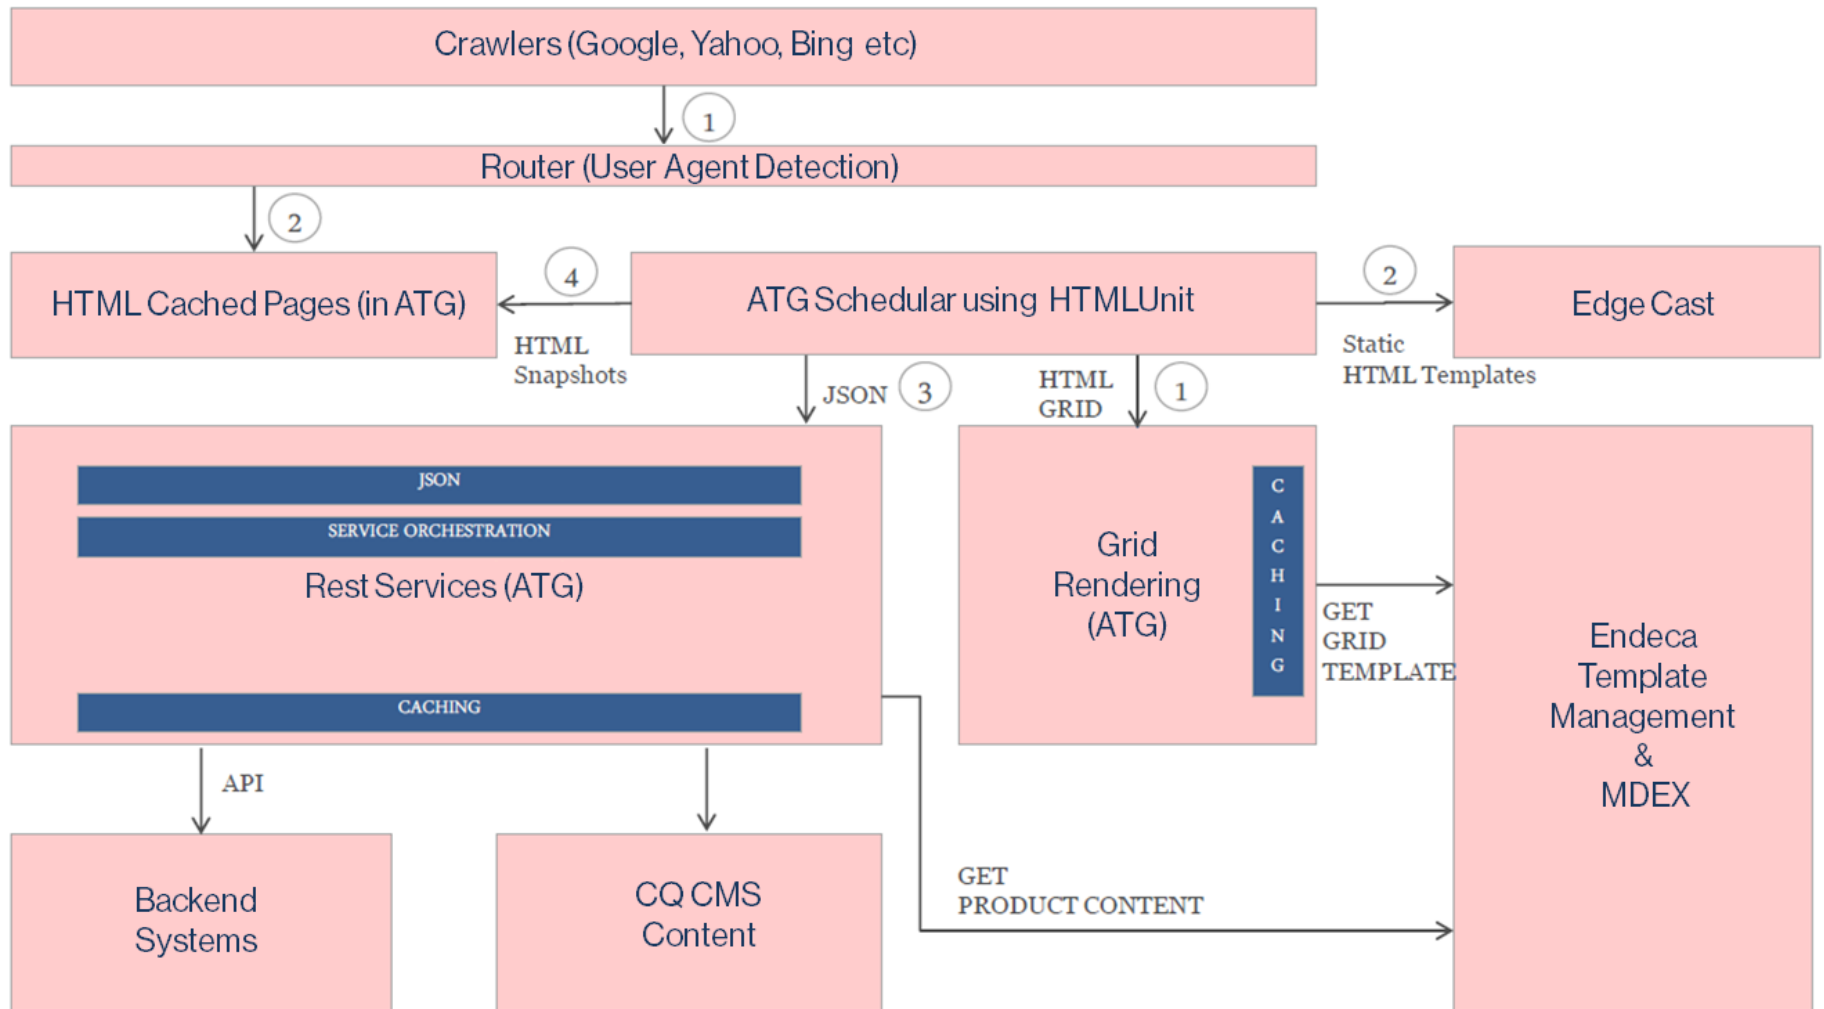 Crawlers (Google, Yahoo, Bing etc)
1
Router (User Agent Detection)
2
HTML Cached Pages (in ATG)
4
HTML
Snapshots
ATG Schedular using HTMLUnit
2
Static
HTML Templates
Edge Cast
JSON
3
HTML
GRID
1
JSON
SERVICE ORCHESTRATION
Rest Services (ATG)
CACHING
Grid
Rendering
(ATG)
C
A
C
H
I
N
G
GET
GRID
TEMPLATE
Endeca
Template
Management
&
MDEX
API
Backend
Systems
CQ CMS
Content
GET
PRODUCT CONTENT